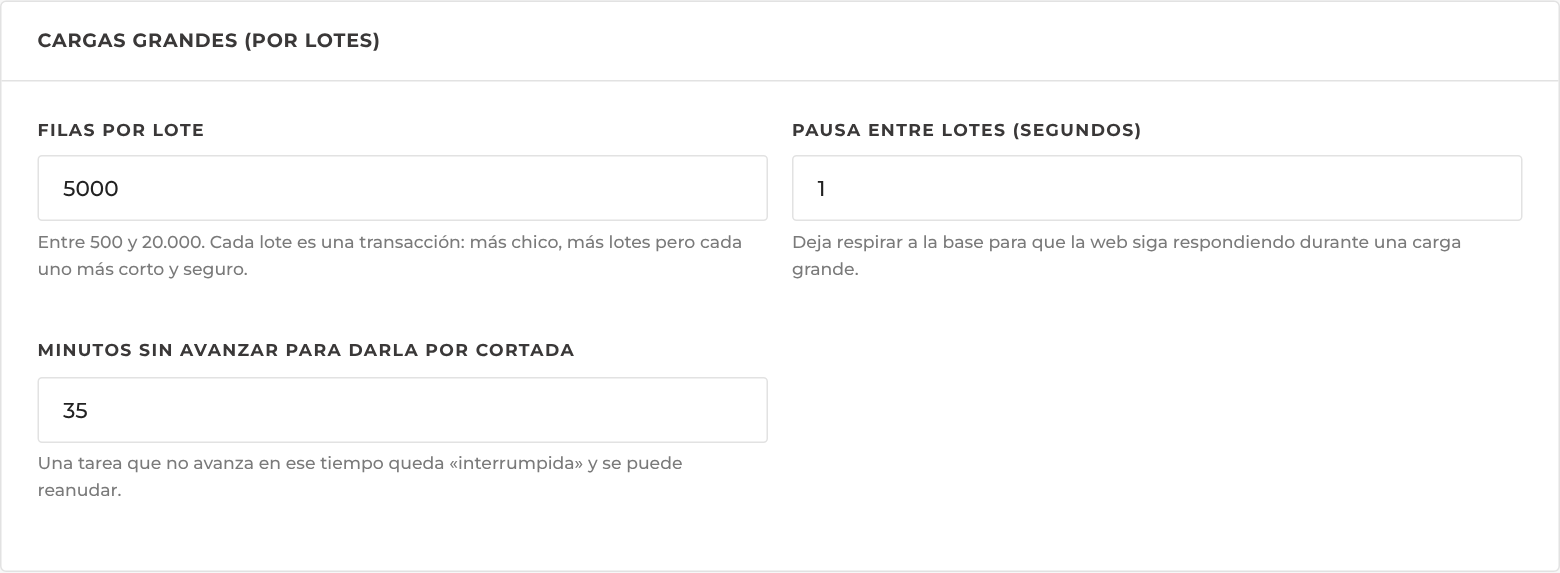 CARGAS GRANDES (POR LOTES)
FILAS POR LOTE
5000
Entre 500 y 20.000. Cada lote es una transacción: más chico, más lotes pero cada
uno más corto y seguro.
PAUSA ENTRE LOTES (SEGUNDOS)
1
Deja respirar a la base para que la web siga respondiendo durante una carga
grande.
MINUTOS SIN AVANZAR PARA DARLA POR CORTADA
35
Una tarea que no avanza en ese tiempo queda «interrumpida» y se puede
reanudar.